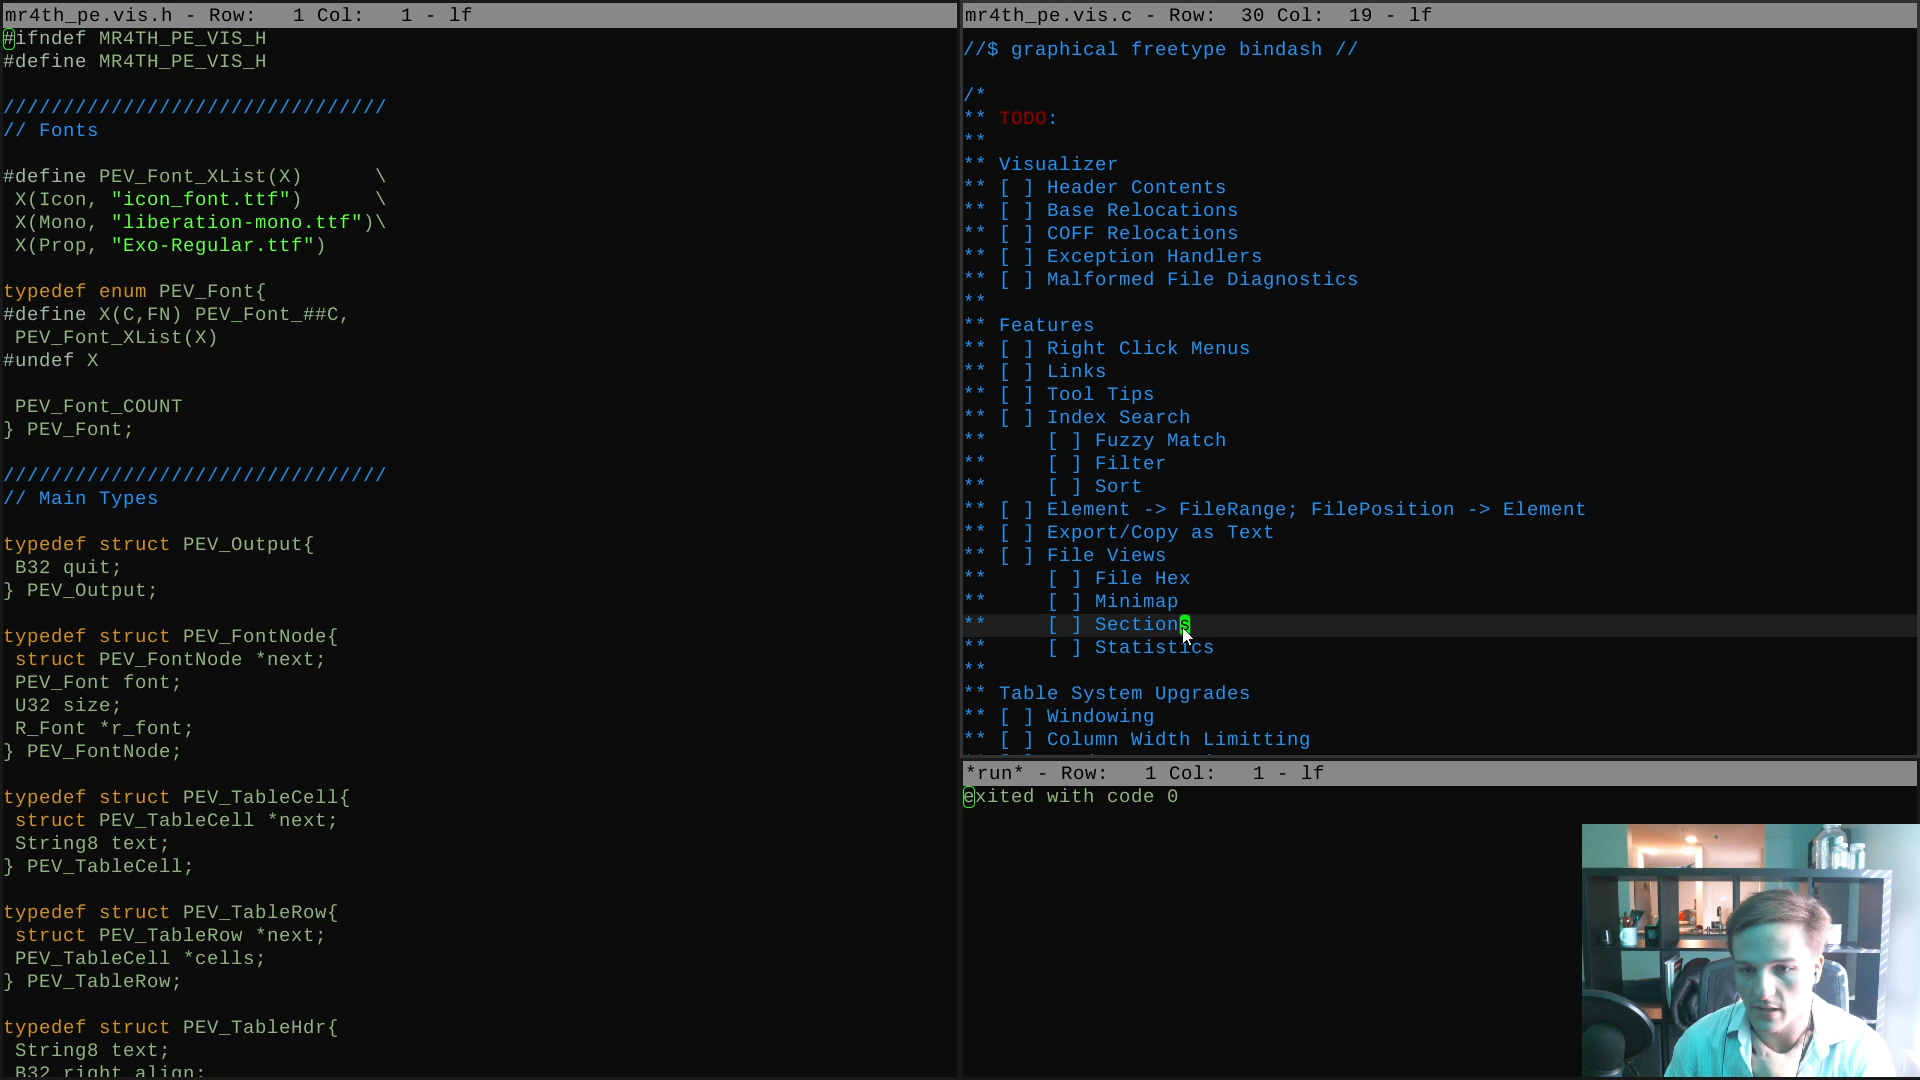 mr4th_pe.vis.h - Row:   1 Col:   1 - lf
#ifndef MR4TH_PE_VIS_H
#define MR4TH_PE_VIS_H
////////////////////////////////
// Fonts
#define PEV_Font_XList(X)      \
 X(Icon, "icon_font.ttf")      \
 X(Mono, "liberation-mono.ttf")\
 X(Prop, "Exo-Regular.ttf")
typedef enum PEV_Font{
#define X(C,FN) PEV_Font_##C,
 PEV_Font_XList(X)
#undef X
 PEV_Font_COUNT
} PEV_Font;
////////////////////////////////
// Main Types
typedef struct PEV_Output{
 B32 quit;
} PEV_Output;
typedef struct PEV_FontNode{
 struct PEV_FontNode *next;
 PEV_Font font;
 U32 size;
 R_Font *r_font;
} PEV_FontNode;
typedef struct PEV_TableCell{
 struct PEV_TableCell *next;
 String8 text;
} PEV_TableCell;
typedef struct PEV_TableRow{
 struct PEV_TableRow *next;
 PEV_TableCell *cells;
} PEV_TableRow;
typedef struct PEV_TableHdr{
 String8 text;
 B32 right_align;
mr4th_pe.vis.c - Row:  30 Col:  19 - lf
//$ graphical freetype bindash //
/*
** TODO:
**
** Visualizer
** [ ] Header Contents
** [ ] Base Relocations
** [ ] COFF Relocations
** [ ] Exception Handlers
** [ ] Malformed File Diagnostics
**
** Features
** [ ] Right Click Menus
** [ ] Links
** [ ] Tool Tips
** [ ] Index Search
**     [ ] Fuzzy Match
**     [ ] Filter
**     [ ] Sort
** [ ] Element -> FileRange; FilePosition -> Element
** [ ] Export/Copy as Text
** [ ] File Views
**     [ ] File Hex
**     [ ] Minimap
**     [ ] Sections
**     [ ] Statistics
**
** Table System Upgrades
** [ ] Windowing
** [ ] Column Width Limitting
*run* - Row:   1 Col:   1 - lf
exited with code 0